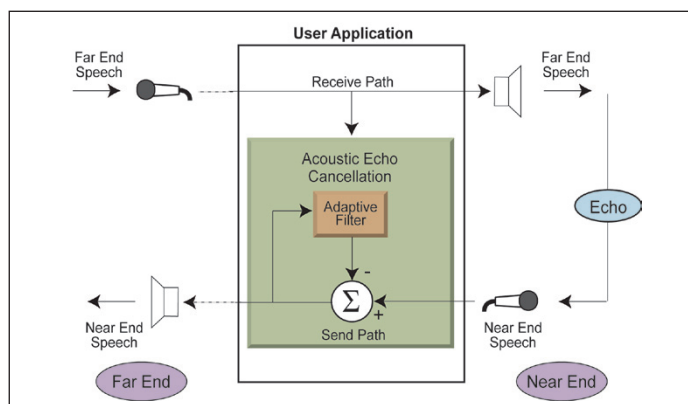 User Application
Far End
Speech
Receive Path
Far End
Speech
Acoustic Echo
Cancellation
Adaptive
Filter
Echo
-
Σ
+
Near End
Speech
Send Path
Near End
Speech
Far End
Near End